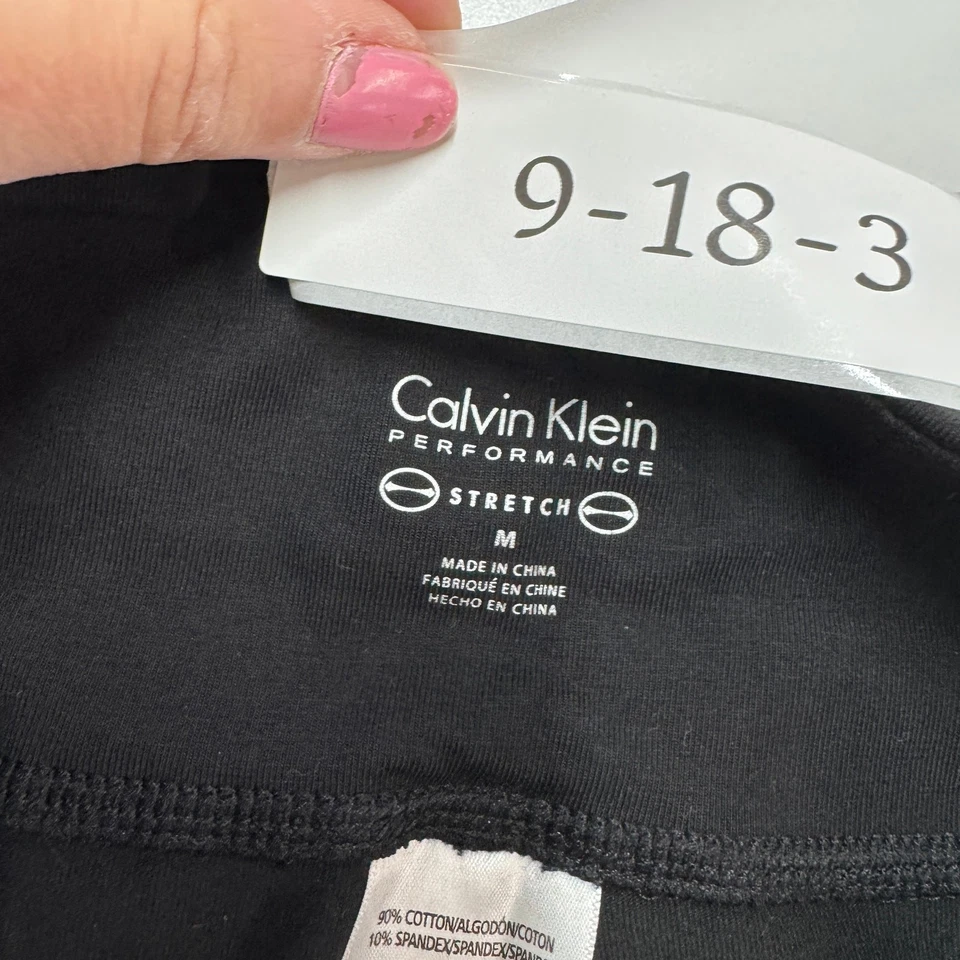 9-18-3
Calvin Klein
PERFORMANCE
STRETCH
M
MADE IN CHINA
FABRIQUÉ EN CHINE
HECHO EN CHINA
90% COTTON/ALGODÓN/COTON
10% SPANDEX/SPANDEX/